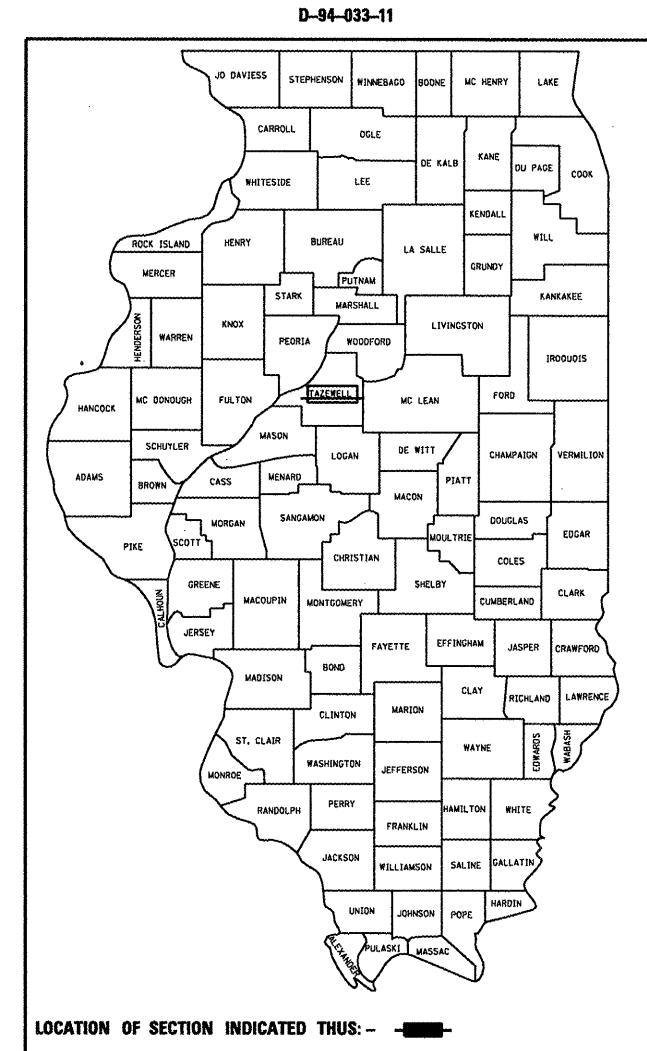 D-94-033-11
JO DAVIESS
STEPHENSON
WINNEBAGO
BOONE
MC HENRY
LAKE
CARROLL
OGLE
DE KALB
KANE
DU PAGE
COOK
WHITESIDE
LEE
KENDALL
WILL
ROCK ISLAND
HENRY
BUREAU
LA SALLE
GRUNDY
MERCER
PUTNAM
STARK
MARSHALL
KANKAKEE
HENDERSON
WARREN
KNOX
PEORIA
WOODFORD
LIVINGSTON
IROQUOIS
HANCOCK
MC DONOUGH
FULTON
TAZEWELL
MC LEAN
FORD
SCHUYLER
MASON
LOGAN
DE WITT
CHAMPAIGN
VERMILION
ADAMS
BROWN
CASS
MENARD
PIATT
MACON
PIKE
SCOTT
MORGAN
SANGAMON
CHRISTIAN
MOULTRIE
DOUGLAS
EDGAR
COLES
CALHOUN
GREENE
MACOUPIN
MONTGOMERY
SHELBY
CUMBERLAND
CLARK
JERSEY
FAYETTE
EFFINGHAM
JASPER
CRAWFORD
MADISON
BOND
CLAY
RICHLAND
LAWRENCE
CLINTON
MARION
ST. CLAIR
WASHINGTON
WAYNE
EDWARDS
WABASH
MONROE
JEFFERSON
RANDOLPH
PERRY
HAMILTON
WHITE
FRANKLIN
JACKSON
WILLIAMSON
SALINE
GALLATIN
UNION
JOHNSON
POPE
HARDIN
ALEXANDER
PULASKI
MASSAC
LOCATION OF SECTION INDICATED THUS: -